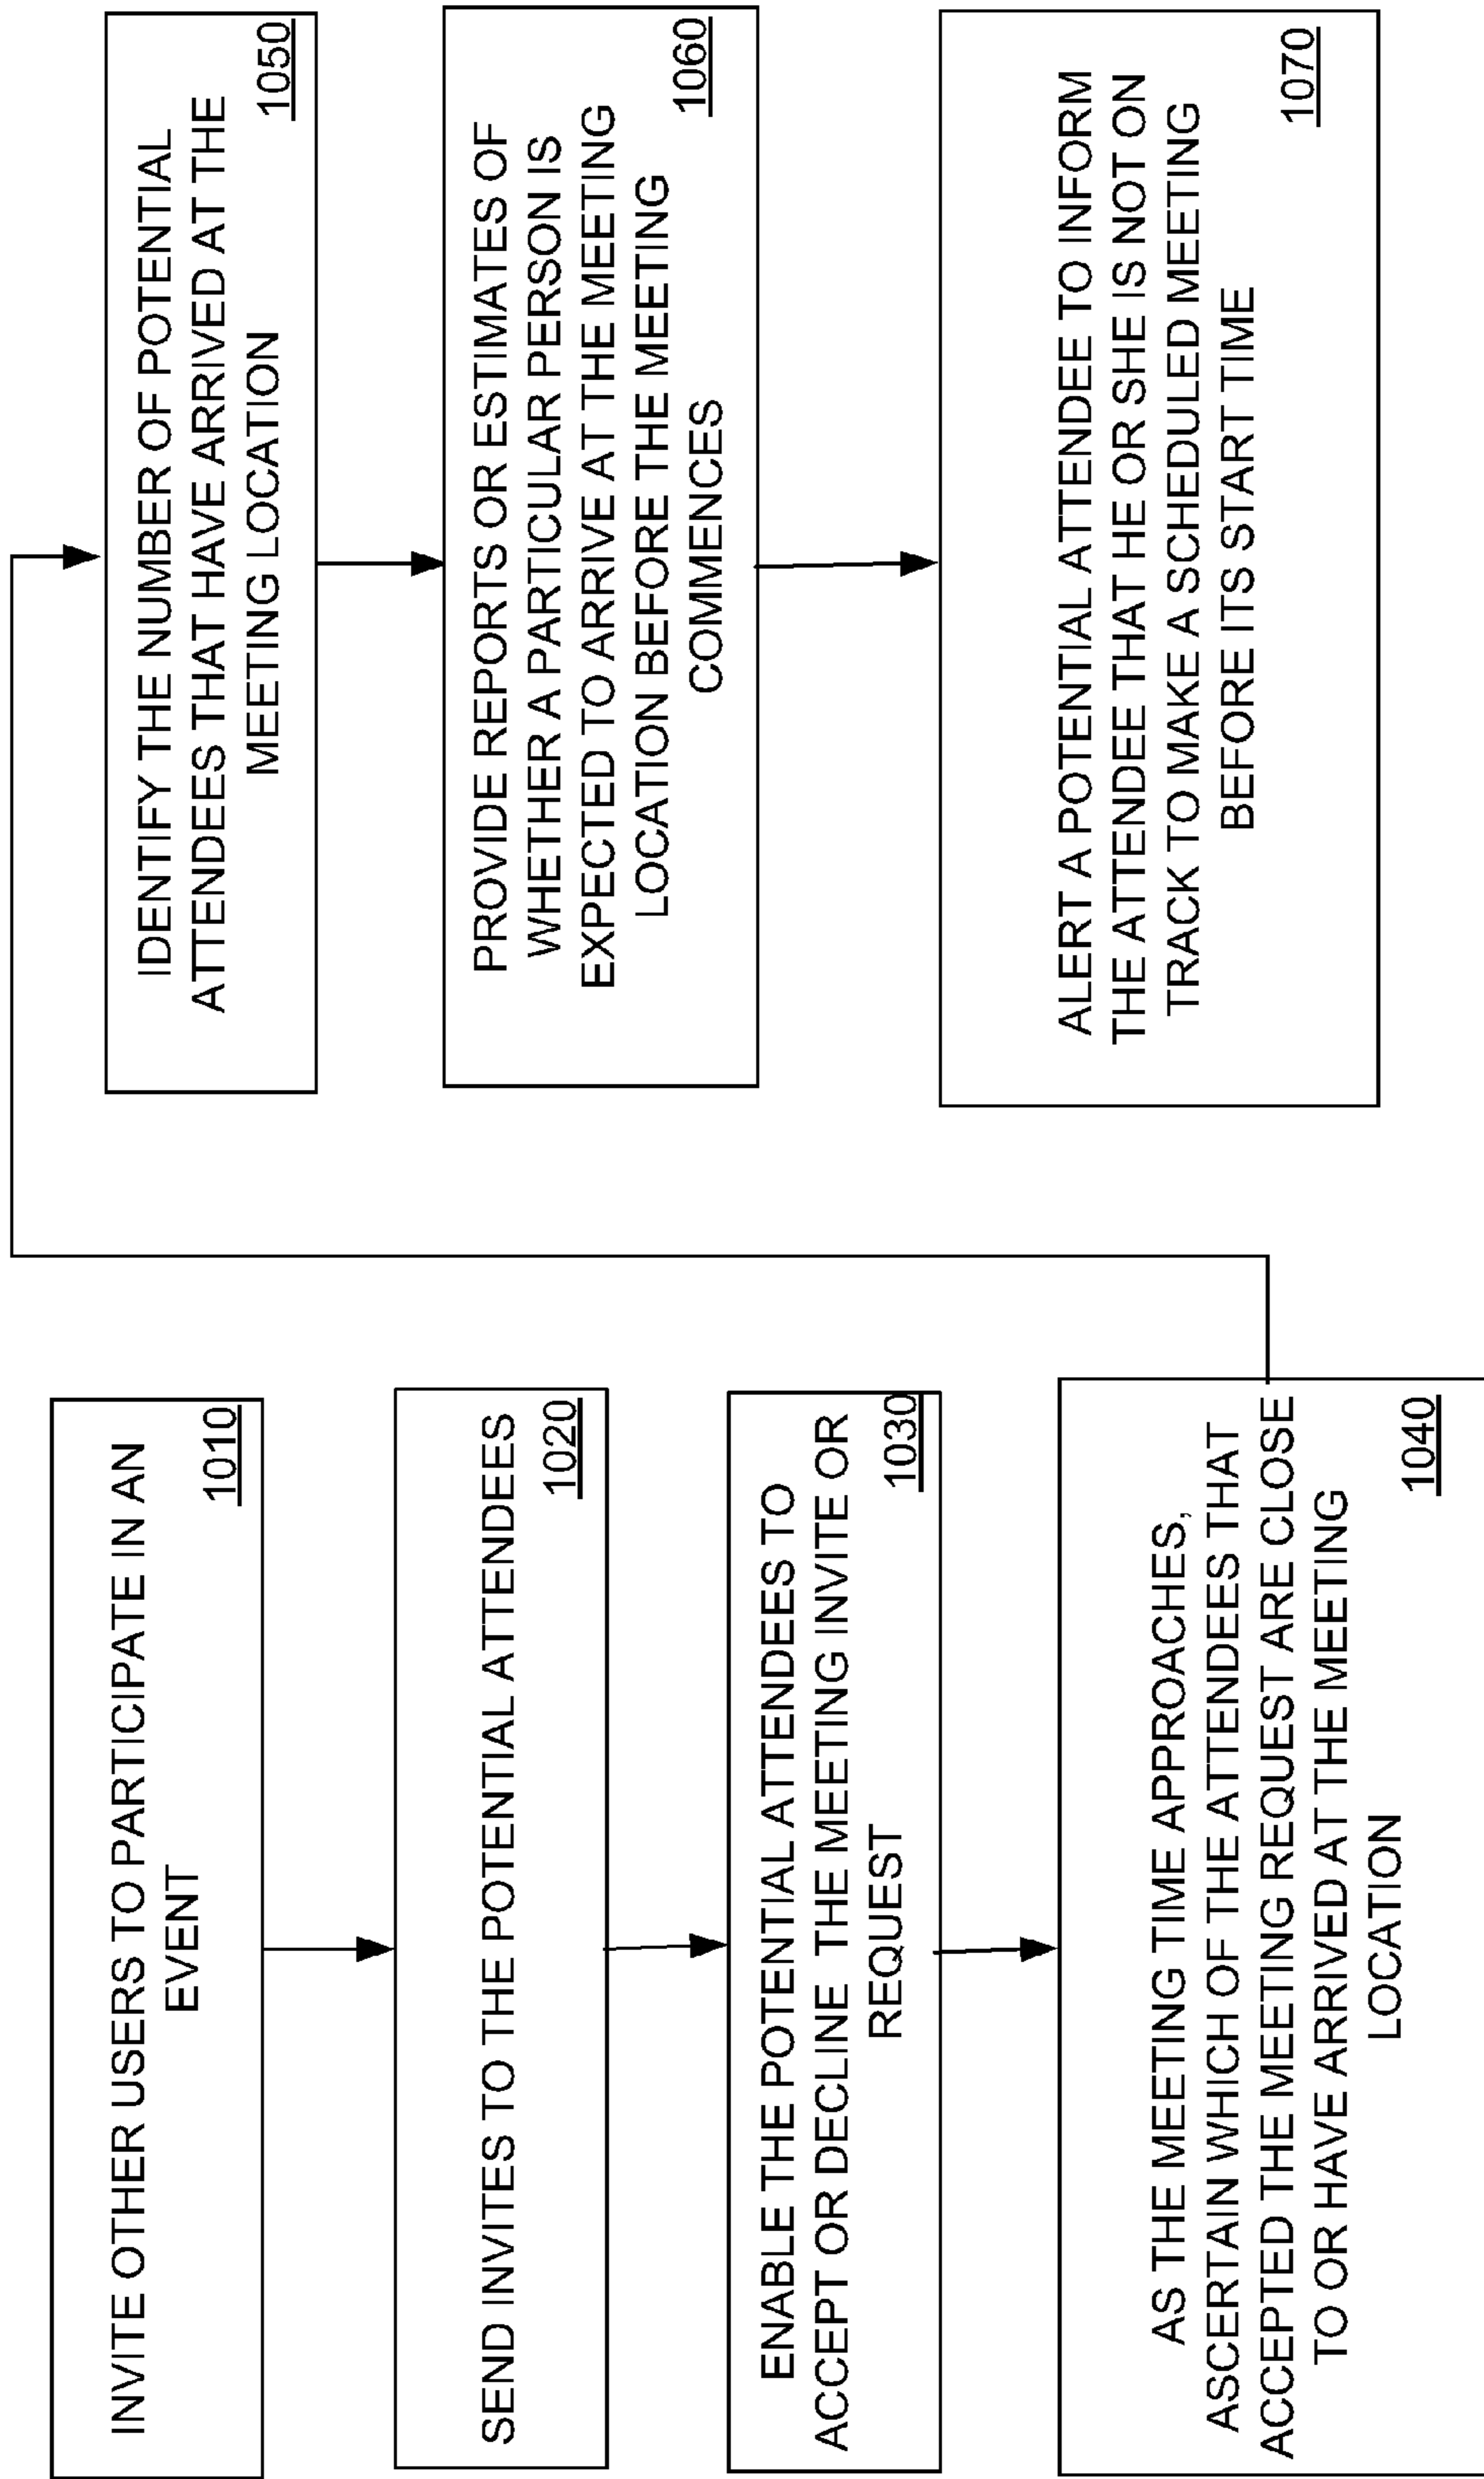 INVITE OTHER USERS TO PARTICIPATE IN AN
EVENT
1010
SEND INVITES TO THE POTENTIAL ATTENDEES
1020
ENABLE THE POTENTIAL ATTENDEES TO
ACCEPT OR DECLINE THE MEETING INVITE OR
REQUEST
1030
AS THE MEETING TIME APPROACHES,
ASCERTAIN WHICH OF THE ATTENDEES THAT
ACCEPTED THE MEETING REQUEST ARE CLOSE
TO OR HAVE ARRIVED AT THE MEETING
LOCATION
1040
IDENTIFY THE NUMBER OF POTENTIAL
ATTENDEES THAT HAVE ARRIVED AT THE
MEETING LOCATION
1050
PROVIDE REPORTS OR ESTIMATES OF
WHETHER A PARTICULAR PERSON IS
EXPECTED TO ARRIVE AT THE MEETING
LOCATION BEFORE THE MEETING
COMMENCES
1060
ALERT A POTENTIAL ATTENDEE TO INFORM
THE ATTENDEE THAT HE OR SHE IS NOT ON
TRACK TO MAKE A SCHEDULED MEETING
BEFORE ITS START TIME
1070